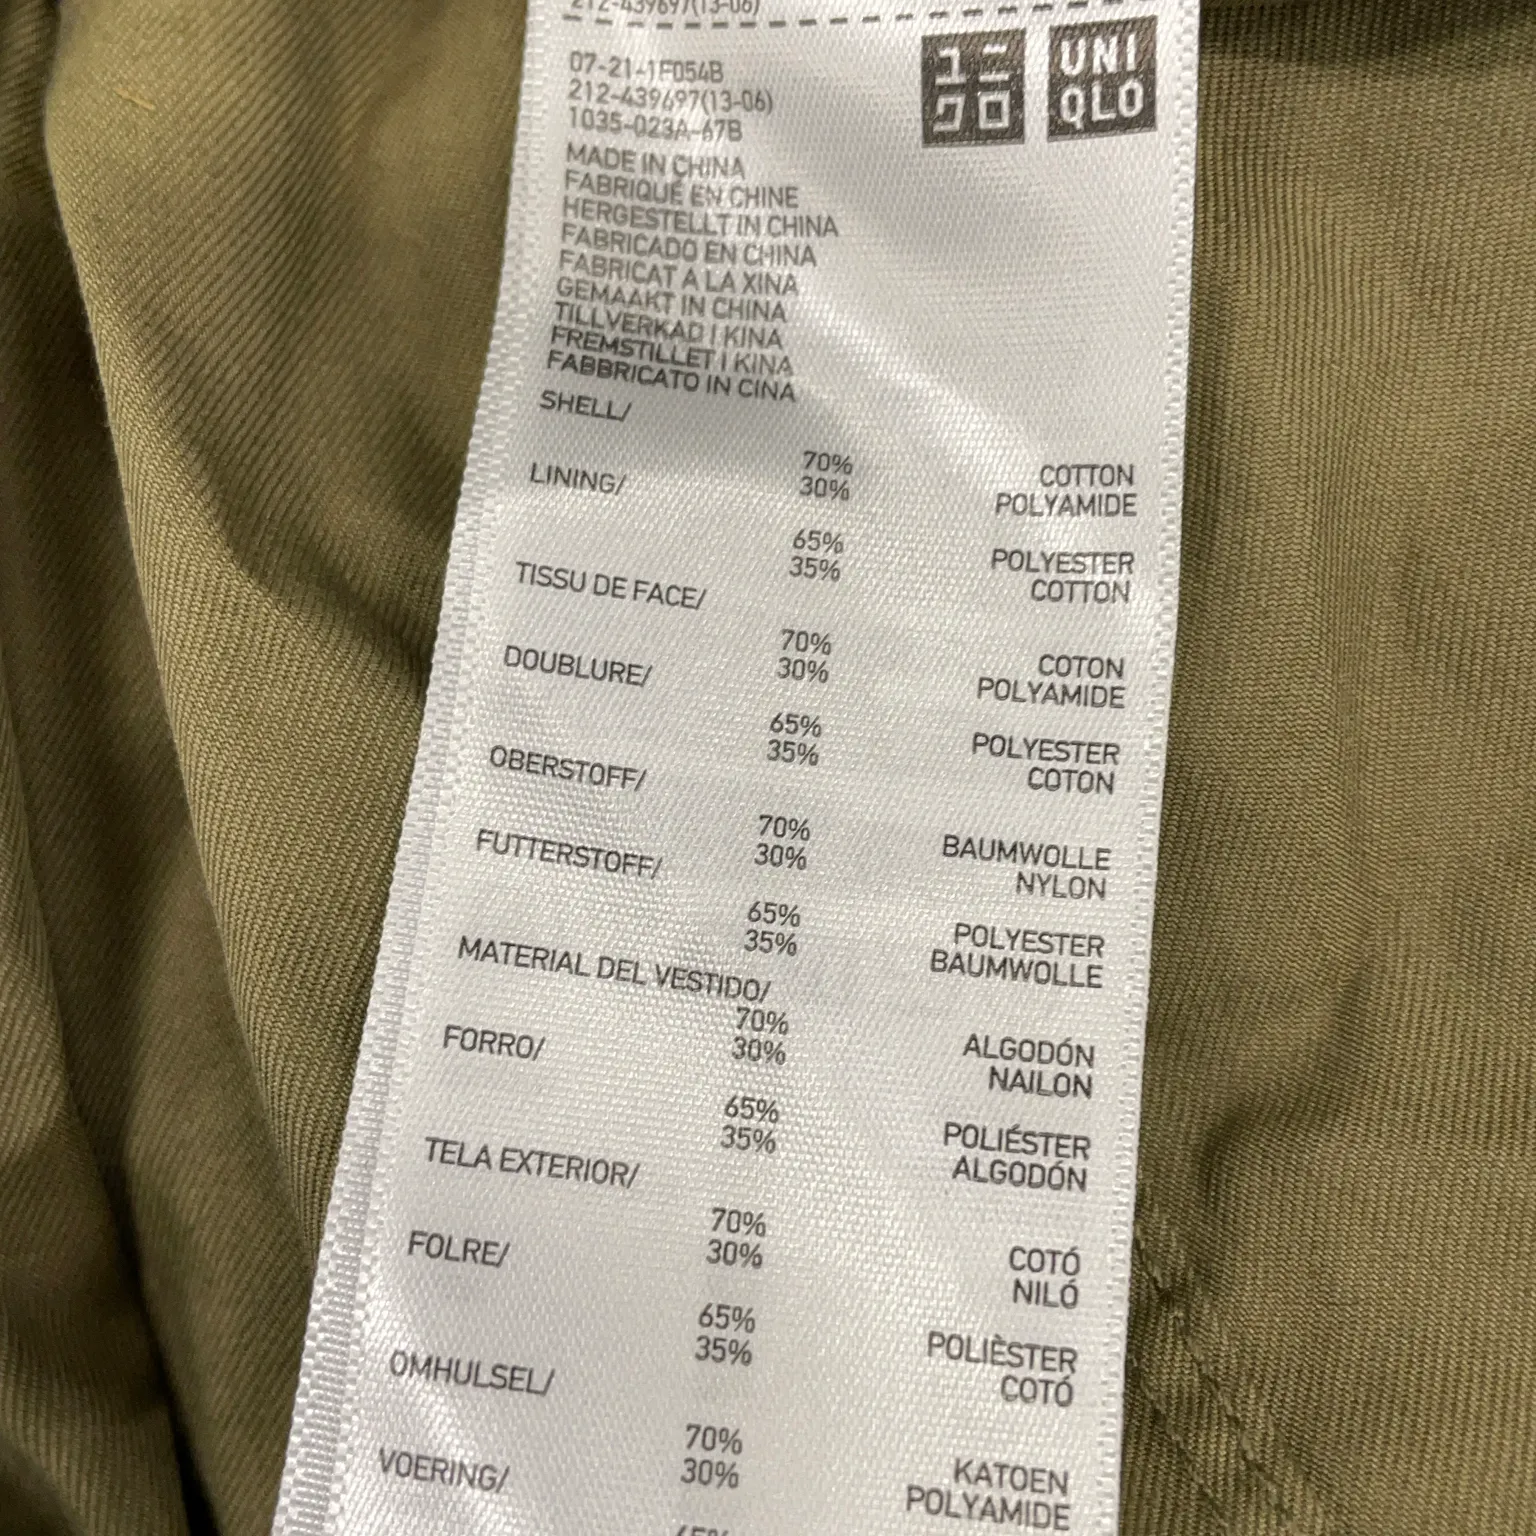 212-439697(13-06)
ユニ
クロ
UNI
QLO
07-21-1F054B
212-439697(13-06)
1035-023A-67B
MADE IN CHINA
FABRIQUÉ EN CHINE
HERGESTELLT IN CHINA
FABRICADO EN CHINA
FABRICAT A LA XINA
GEMAAKT IN CHINA
TILLVERKAD I KINA
FREMSTILLET I KINA
FABBRICATO IN CINA
SHELL/
70% COTTON
30% POLYAMIDE
LINING/
65% POLYESTER
35% COTTON
TISSU DE FACE/
70% COTON
30% POLYAMIDE
DOUBLURE/
65% POLYESTER
35% COTON
OBERSTOFF/
70% BAUMWOLLE
30% NYLON
FUTTERSTOFF/
65% POLYESTER
35% BAUMWOLLE
MATERIAL DEL VESTIDO/
70% ALGODÓN
30% NAILON
FORRO/
65% POLIÉSTER
35% ALGODÓN
TELA EXTERIOR/
70% COTÓ
30% NILÓ
FOLRE/
65% POLIÈSTER
35% COTÓ
OMHULSEL/
70% KATOEN
30% POLYAMIDE
VOERING/
65%